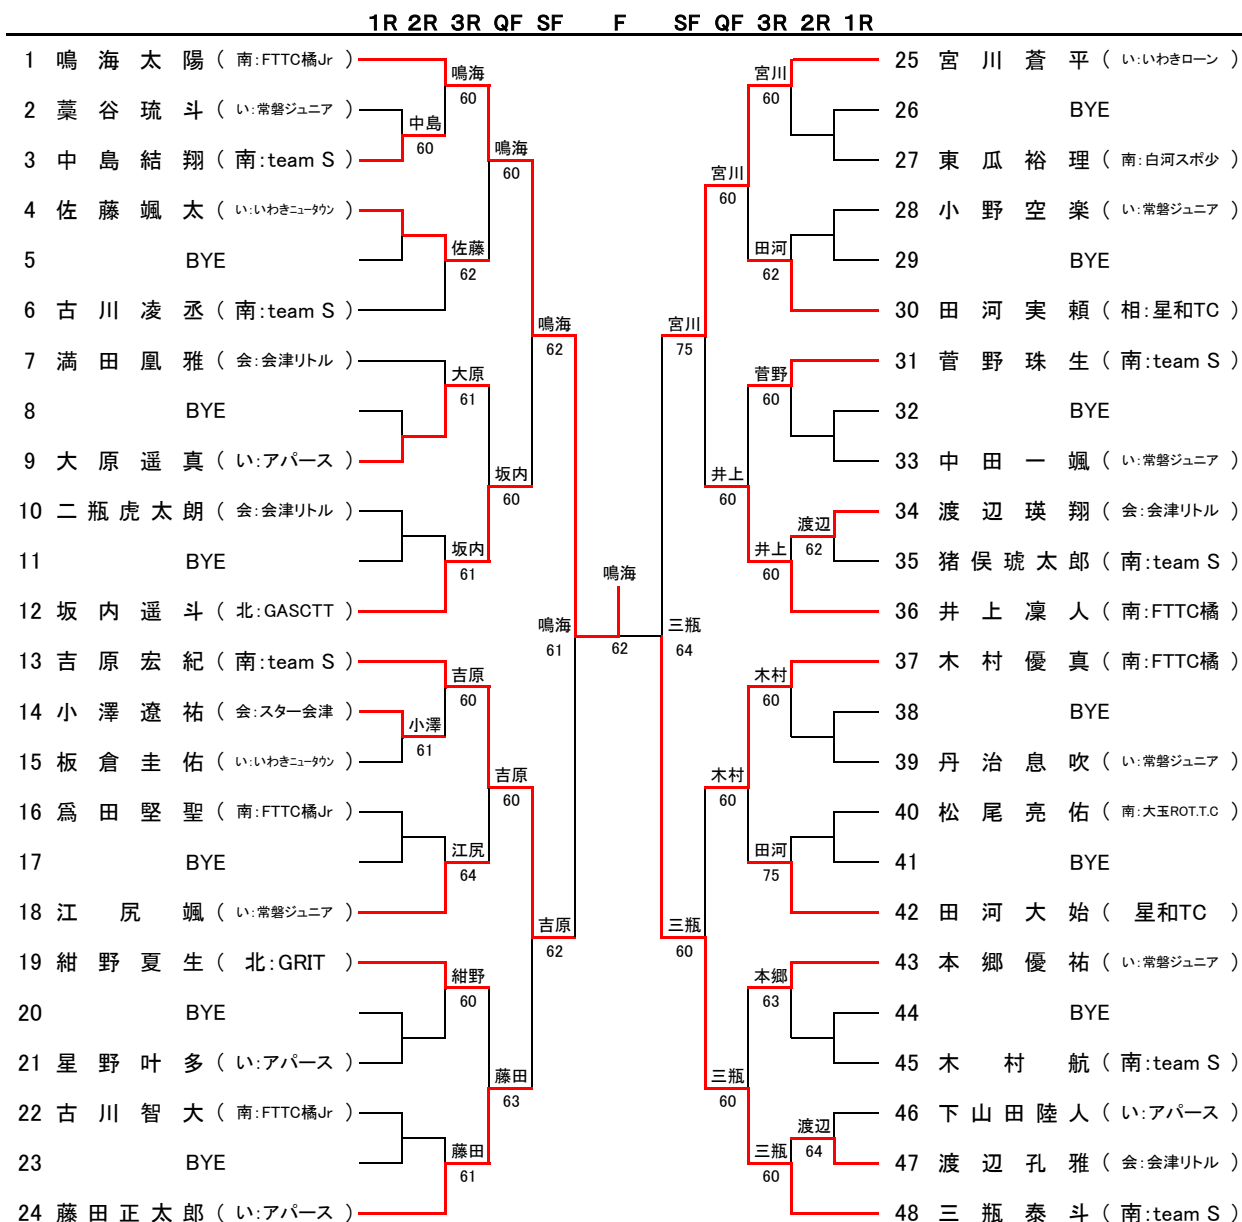 1R 2R 3R QF SF F SF QF 3R 2R 1R
1 鳴海太陽 ( 南:FTTC橘Jr )
2 藁谷琉斗 ( い:常磐ジュニア )
3 中島結翔 ( 南:team S )
4 佐藤颯太 ( い:いわきニュータウン )
5 BYE
6 古川凌丞 ( 南:team S )
7 満田凰雅 ( 会:会津リトル )
8 BYE
9 大原遥真 ( い:アパース )
10 二瓶虎太朗 ( 会:会津リトル )
11 BYE
12 坂内遥斗 ( 北:GASCTT )
13 吉原宏紀 ( 南:team S )
14 小澤遼祐 ( 会:スター会津 )
15 板倉圭佑 ( い:いわきニュータウン )
16 爲田堅聖 ( 南:FTTC橘Jr )
17 BYE
18 江尻颯 ( い:常磐ジュニア )
19 紺野夏生 ( 北:GRIT )
20 BYE
21 星野叶多 ( い:アパース )
22 古川智大 ( 南:FTTC橘Jr )
23 BYE
24 藤田正太郎 ( い:アパース )
中島
60
小澤
61
鳴海
60
佐藤
62
大原
61
坂内
61
吉原
60
江尻
64
紺野
60
藤田
61
鳴海
60
坂内
60
吉原
60
藤田
63
鳴海
62
吉原
62
鳴海
61
鳴海
62
三瓶
64
宮川
75
三瓶
60
宮川
60
井上
60
木村
60
三瓶
60
宮川
60
田河
62
菅野
60
井上
60
木村
60
田河
75
本郷
63
三瓶
60
渡辺
62
渡辺
64
25 宮川蒼平 ( い:いわきローン )
26 BYE
27 東瓜裕理 ( 南:白河スポ少 )
28 小野空楽 ( い:常磐ジュニア )
29 BYE
30 田河実頼 ( 相:星和TC )
31 菅野珠生 ( 南:team S )
32 BYE
33 中田一颯 ( い:常磐ジュニア )
34 渡辺瑛翔 ( 会:会津リトル )
35 猪俣琥太郎 ( 南:team S )
36 井上凜人 ( 南:FTTC橘 )
37 木村優真 ( 南:FTTC橘 )
38 BYE
39 丹治息吹 ( い:常磐ジュニア )
40 松尾亮佑 ( 南:大玉ROT.T.C )
41 BYE
42 田河大始 ( 星和TC )
43 本郷優祐 ( い:常磐ジュニア )
44 BYE
45 木村航 ( 南:team S )
46 下山田陸人 ( い:アパース )
47 渡辺孔雅 ( 会:会津リトル )
48 三瓶泰斗 ( 南:team S )